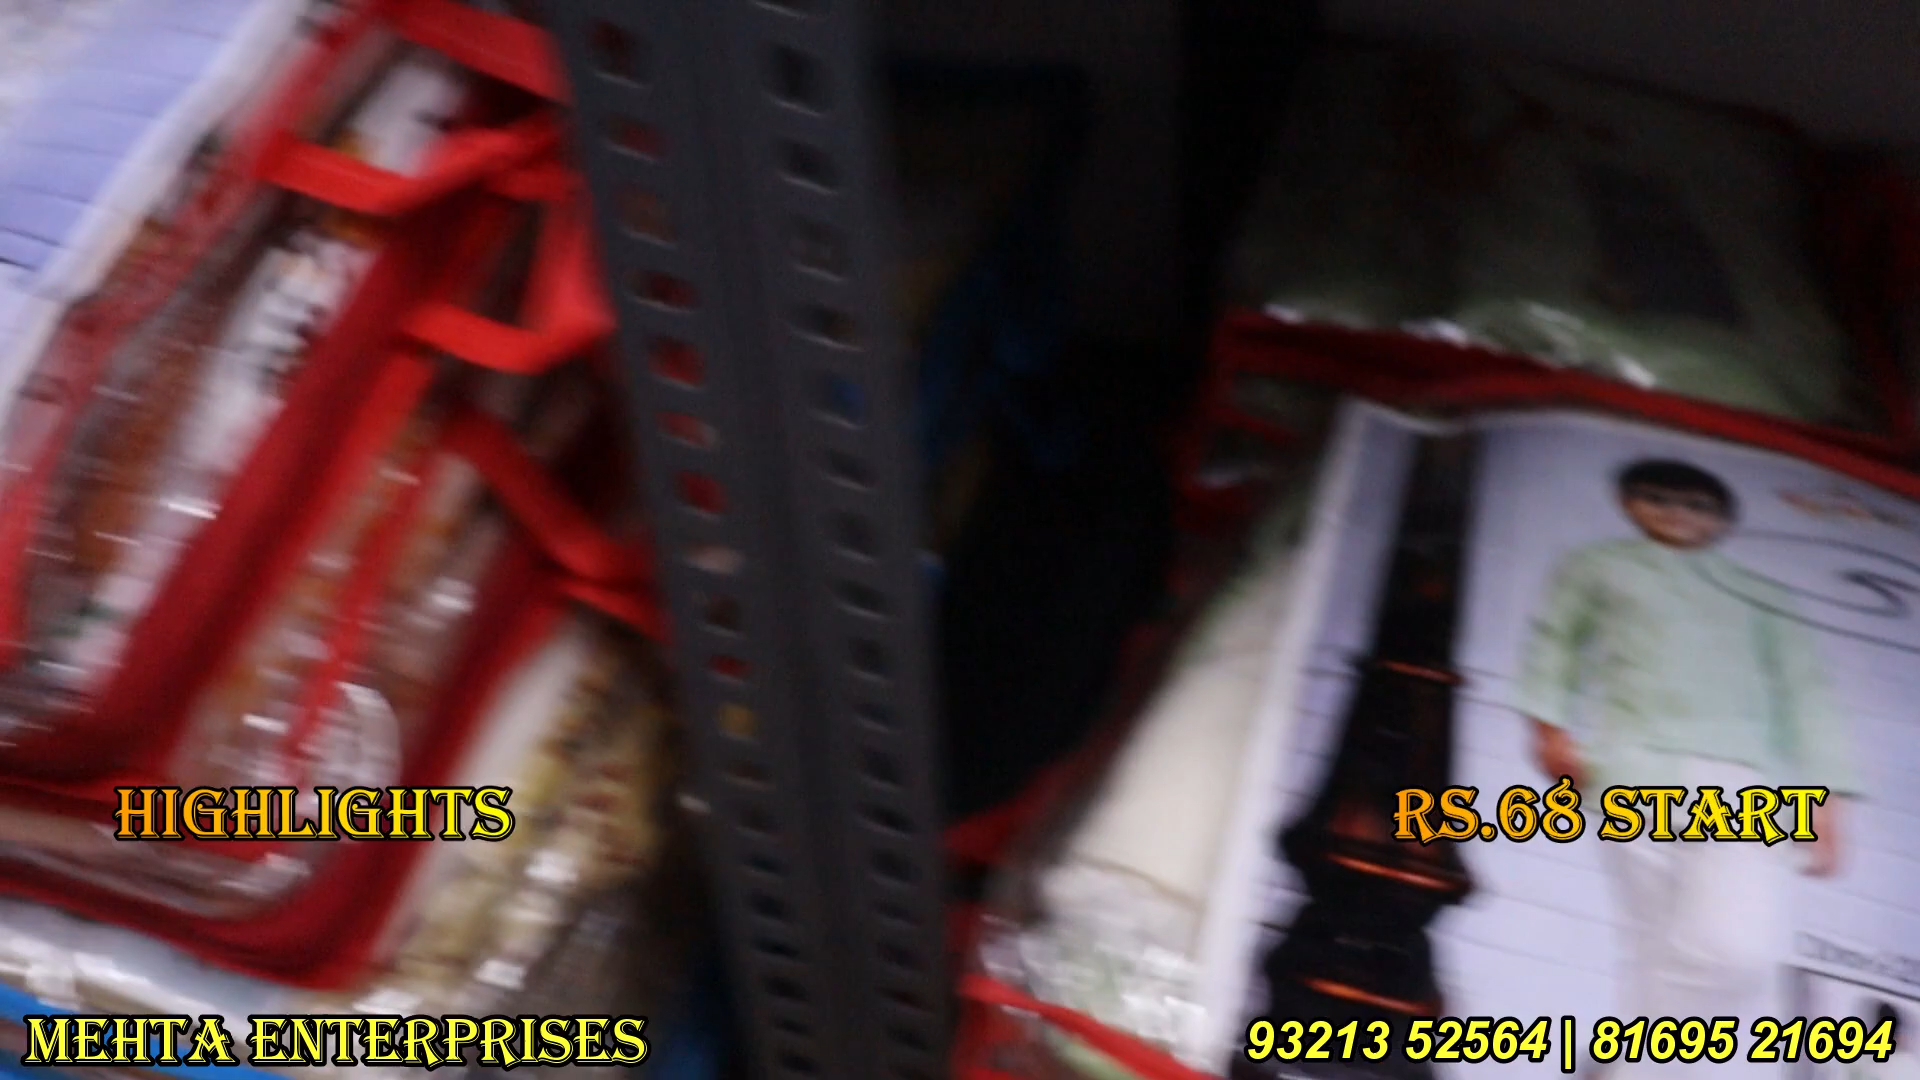 HIGHLIGHTS
RS.68 START
MEHTA ENTERPRISES
93213 52564 | 81695 21694